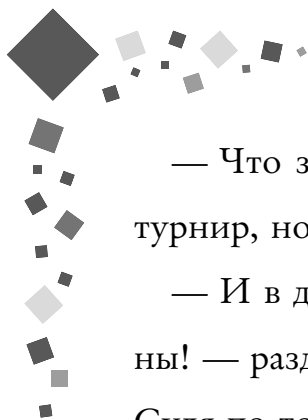 — Что з
турнир, но
— И в д
ны! — разд